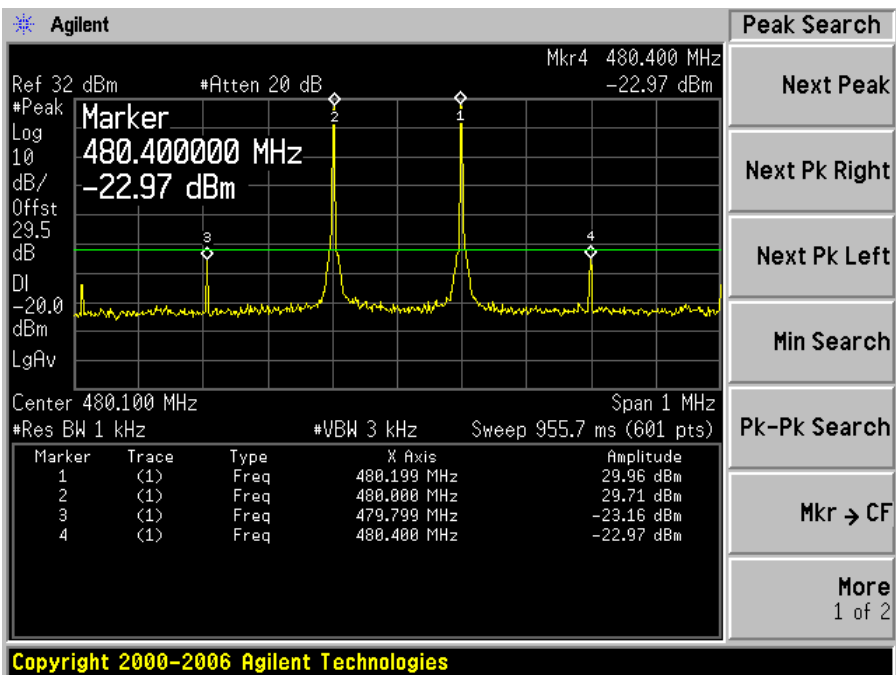 Agilent
Peak Search
Mkr4 480.400 MHz
Ref 32 dBm #Atten 20 dB -22.97 dBm
#Peak
Log
10
dB/
Offst
29.5
dB
DI
-20.0
dBm
LgAv
Marker
480.400000 MHz
-22.97 dBm
2
1
3
4
Center 480.100 MHz Span 1 MHz
#Res BW 1 kHz #VBW 3 kHz Sweep 955.7 ms (601 pts)
Marker Trace Type X Axis Amplitude
1 (1) Freq 480.199 MHz 29.96 dBm
2 (1) Freq 480.000 MHz 29.71 dBm
3 (1) Freq 479.799 MHz -23.16 dBm
4 (1) Freq 480.400 MHz -22.97 dBm
Next Peak
Next Pk Right
Next Pk Left
Min Search
Pk-Pk Search
Mkr → CF
More
1 of 2
Copyright 2000-2006 Agilent Technologies